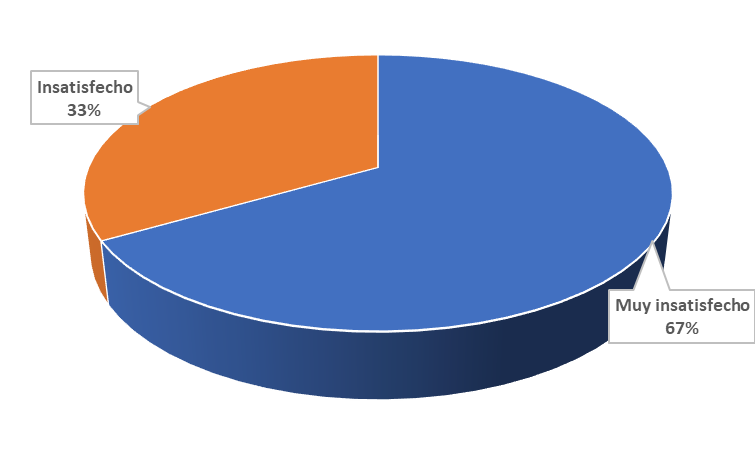 Insatisfecho
33%
Muy insatisfecho
67%